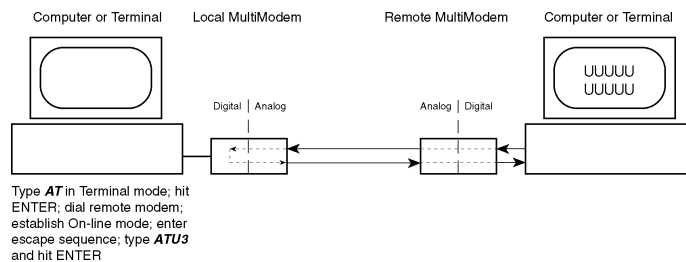 Computer or Terminal
Local MultiModem
Remote MultiModem
Computer or Terminal
UUUUU
UUUUU
Digital
Analog
Analog
Digital
Type AT in Terminal mode; hit
ENTER; dial remote modem;
establish On-line mode; enter
escape sequence; type ATU3
and hit ENTER